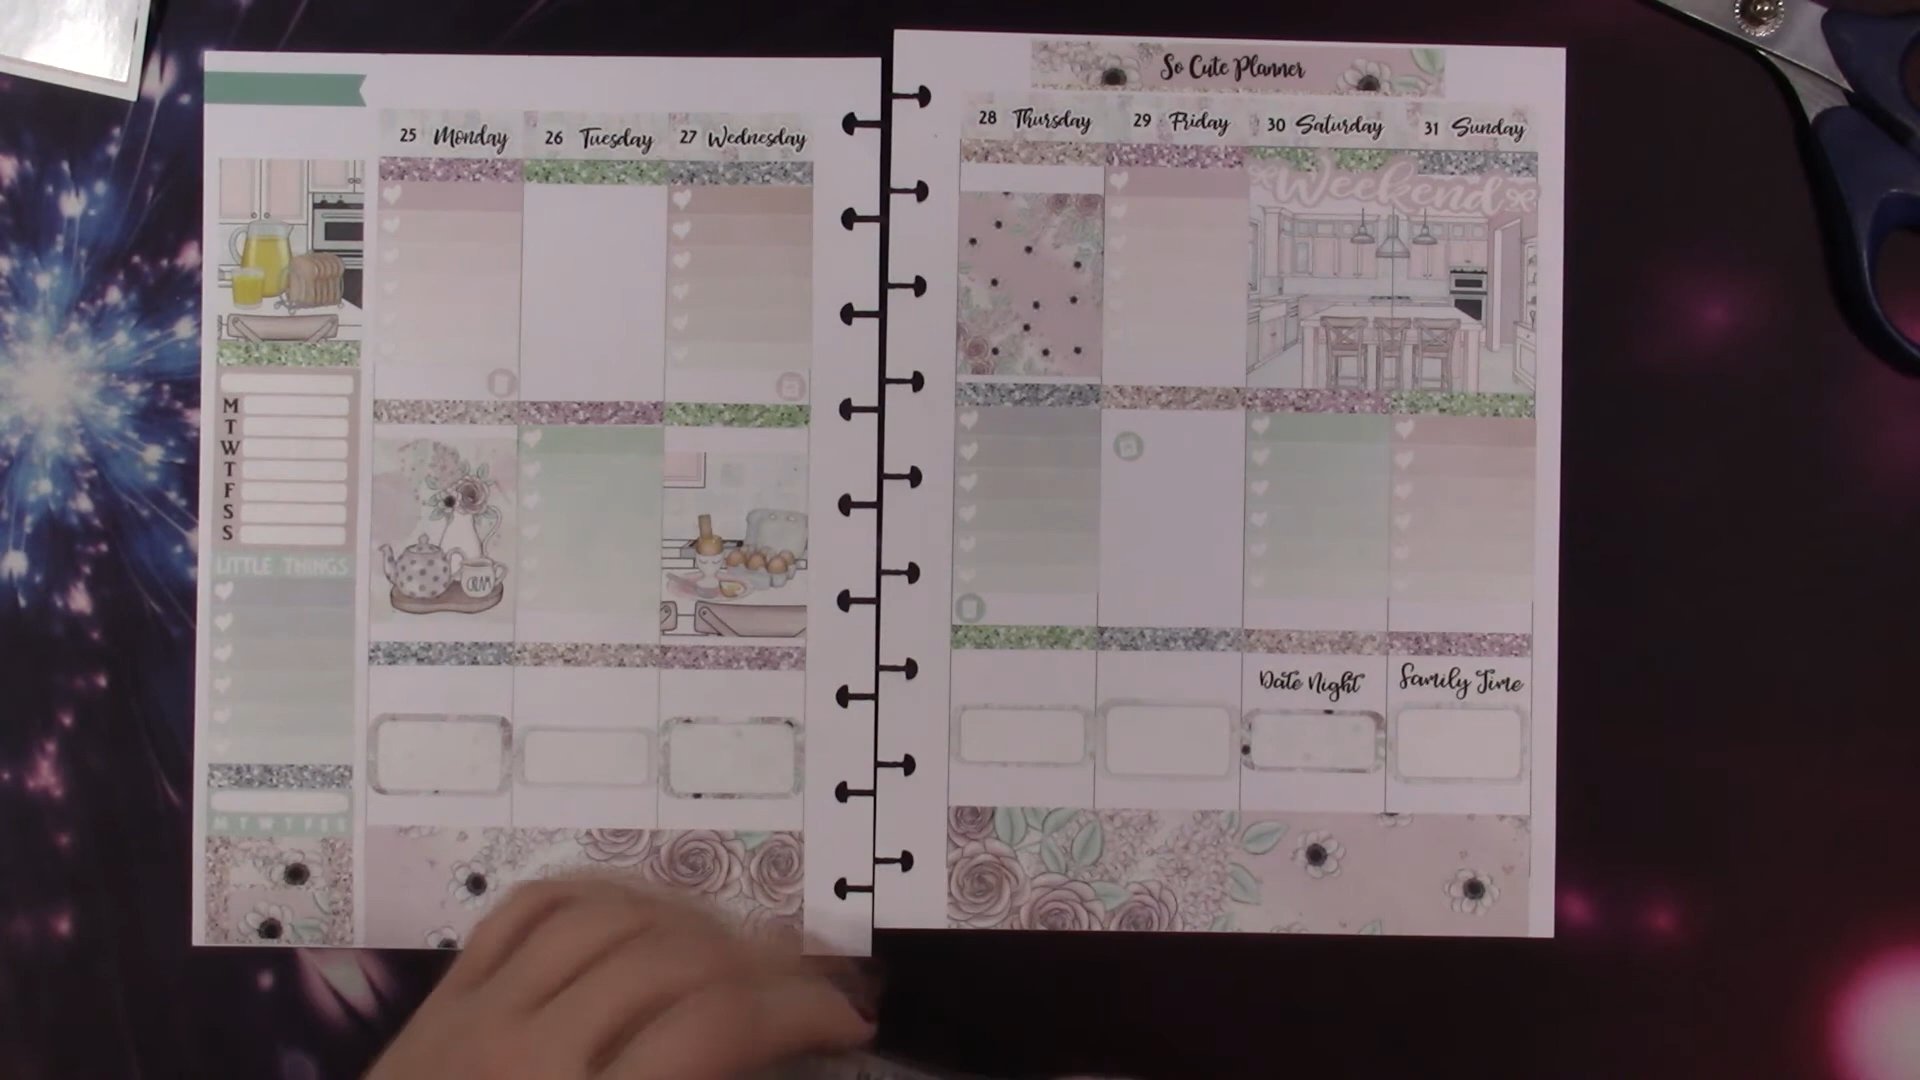 So Cute Planner
25 Monday
26 Tuesday
27 Wednesday
28 Thursday
29 Friday
30 Saturday
31 Sunday
Weekend
M
T
W
T
F
S
S
LITTLE THINGS
CREAM
Date Night
Family Time
M T W T F S S